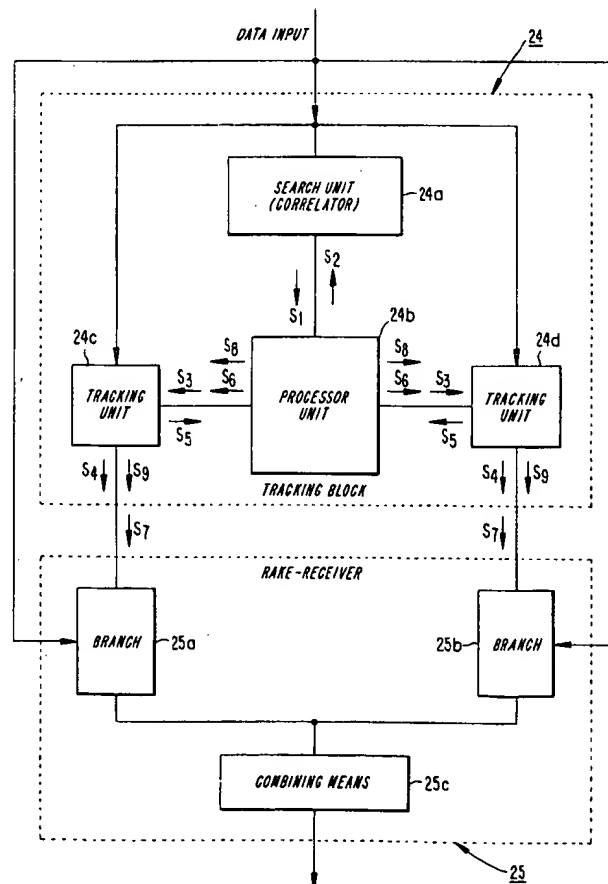 DATA INPUT
24
SEARCH UNIT
(CORRELATOR)
24a
S2
S1
24c
24b
24d
S8
S8
S3 S6
S6 S3
TRACKING
UNIT
PROCESSOR
UNIT
TRACKING
UNIT
S5
S5
S4 S9
S4 S9
TRACKING BLOCK
S7
S7
RAKE-RECEIVER
BRANCH
25a
25b
BRANCH
COMBINING MEANS
25c
25